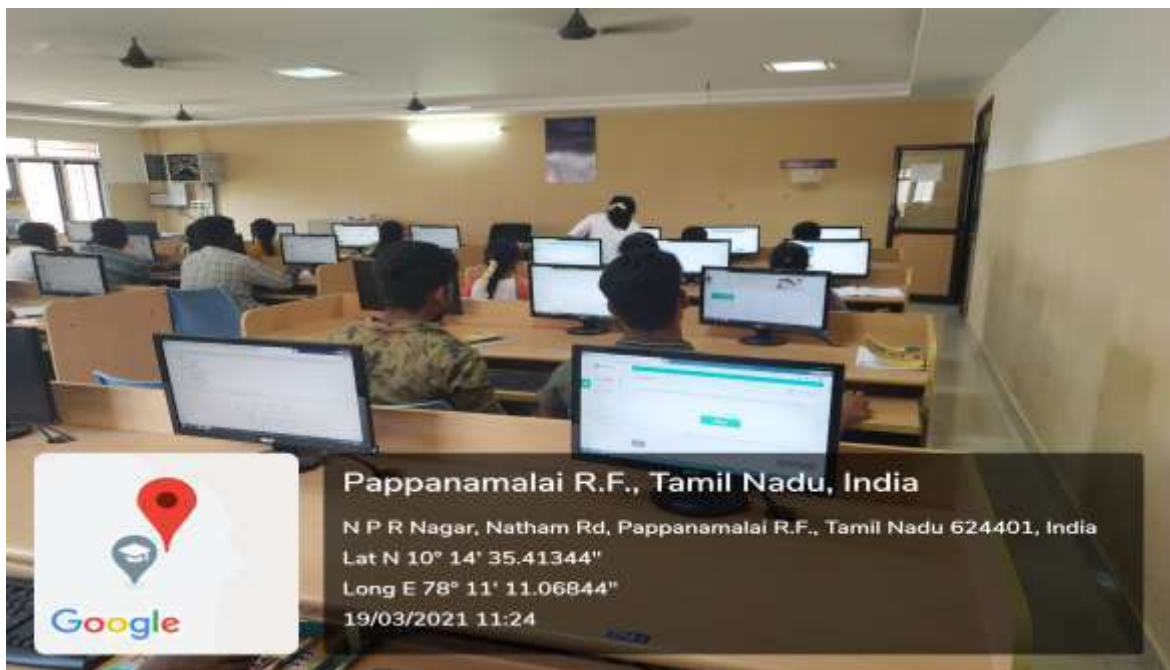 Pappanamalai R.F., Tamil Nadu, India
N P R Nagar, Natham Rd, Pappanamalai R.F., Tamil Nadu 624401, India
Lat N 10° 14' 35.41344"
Long E 78° 11' 11.06844"
19/03/2021 11:24
Google